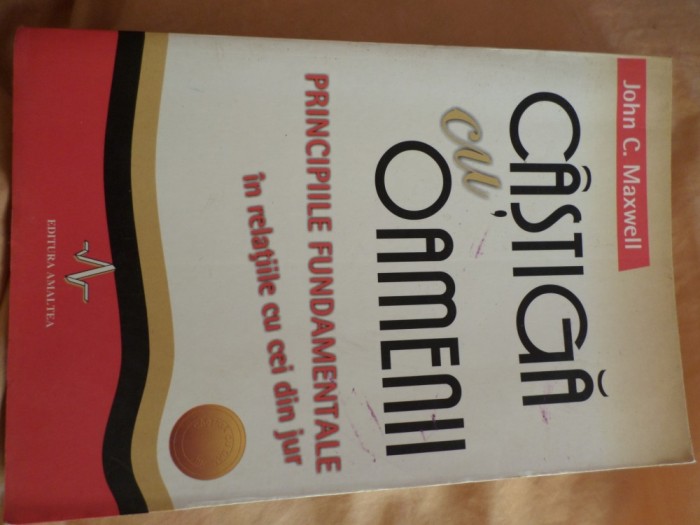 John C. Maxwell
CÂȘTIGĂ
cu
OAMENII
PRINCIPIILE FUNDAMENTALE
în relațiile cu cei din jur
EDITURA AMALTEA